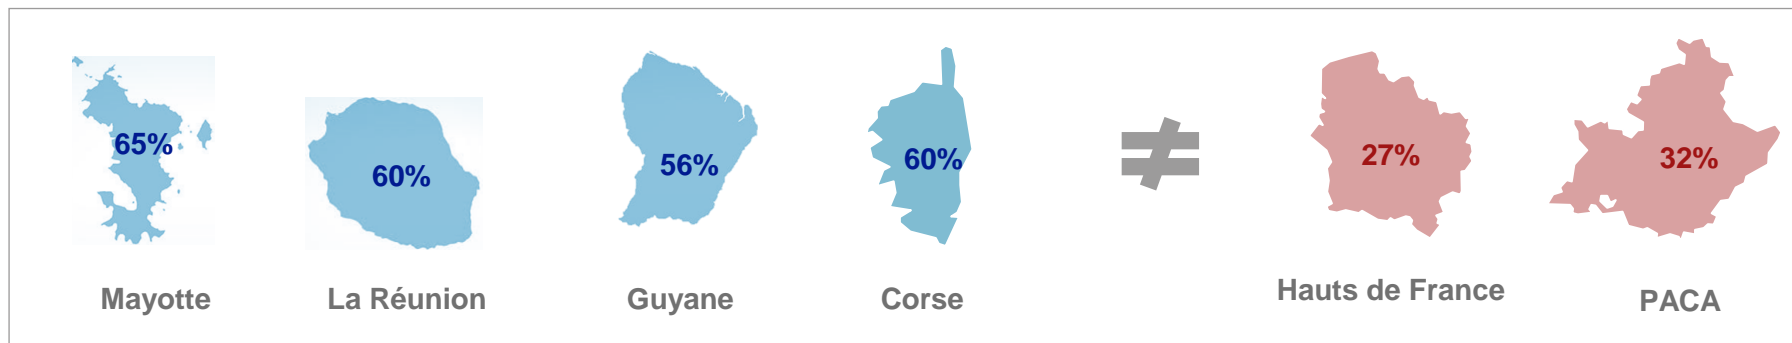 65%
60%
56%
60%
≠
27%
32%
Mayotte
La Réunion
Guyane
Corse
Hauts de France
PACA